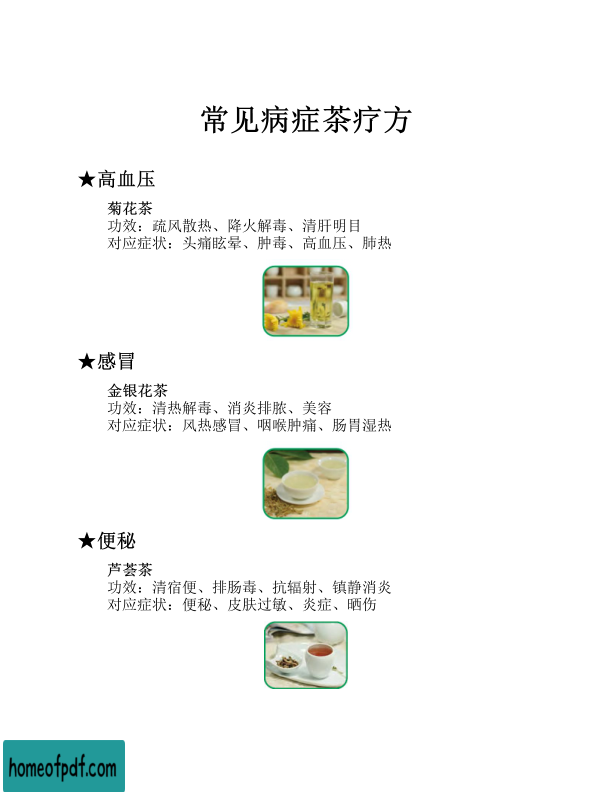 常见病症茶疗方
★高血压
菊花茶
功效：疏风散热、降火解毒、清肝明目
对应症状：头痛眩晕、肿毒、高血压、肺热
★感冒
金银花茶
功效：清热解毒、消炎排脓、美容
对应症状：风热感冒、咽喉肿痛、肠胃湿热
★便秘
芦荟茶
功效：清宿便、排肠毒、抗辐射、镇静消炎
对应症状：便秘、皮肤过敏、炎症、晒伤
homeofpdf.com